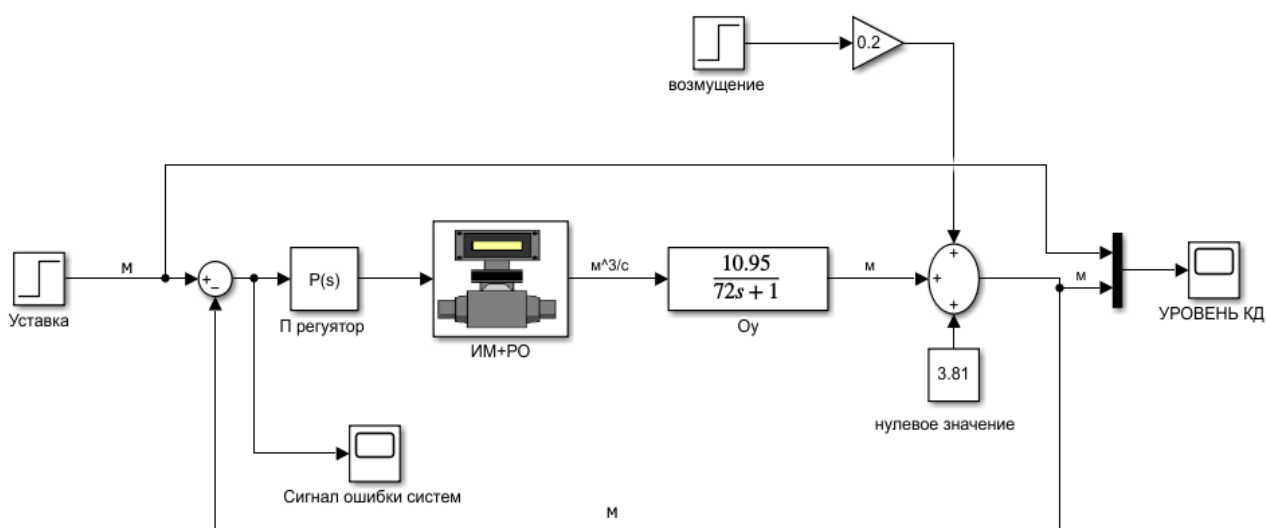 0.2
возмущение
м
м^3/с
м
м
+
−
P(s)
10.95
72s + 1
+
+
+
Уставка
П регуятор
ИМ+РО
Оу
УРОВЕНЬ КД
3.81
нулевое значение
Сигнал ошибки систем
м